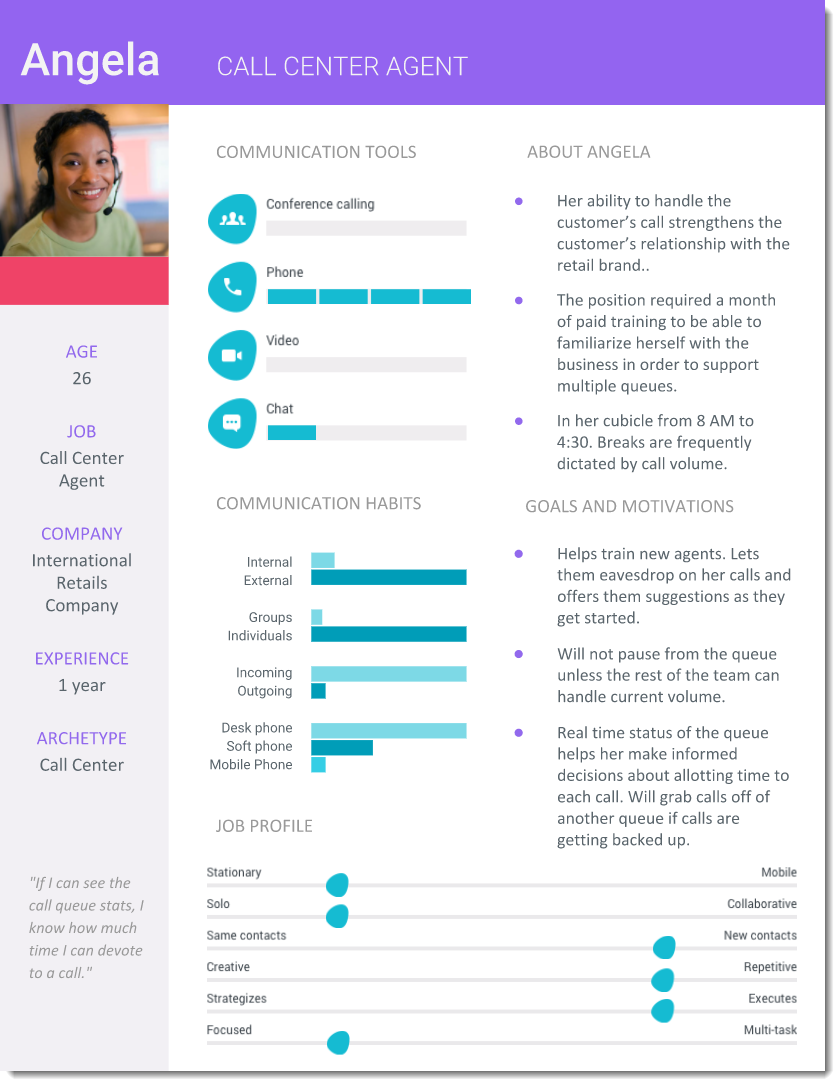 Angela
CALL CENTER AGENT
AGE
26
JOB
Call Center
Agent
COMPANY
International
Retails
Company
EXPERIENCE
1 year
ARCHETYPE
Call Center
"If I can see the
call queue stats, I
know how much
time I can devote
to a call."
COMMUNICATION TOOLS
Conference calling
Phone
Video
Chat
COMMUNICATION HABITS
Internal
External
Groups
Individuals
Incoming
Outgoing
Desk phone
Soft phone
Mobile Phone
ABOUT ANGELA
Her ability to handle the
customer’s call strengthens the
customer’s relationship with the
retail brand..
The position required a month
of paid training to be able to
familiarize herself with the
business in order to support
multiple queues.
In her cubicle from 8 AM to
4:30. Breaks are frequently
dictated by call volume.
GOALS AND MOTIVATIONS
Helps train new agents. Lets
them eavesdrop on her calls and
offers them suggestions as they
get started.
Will not pause from the queue
unless the rest of the team can
handle current volume.
Real time status of the queue
helps her make informed
decisions about allotting time to
each call. Will grab calls off of
another queue if calls are
getting backed up.
JOB PROFILE
Stationary Mobile
Solo Collaborative
Same contacts New contacts
Creative Repetitive
Strategizes Executes
Focused Multi-task